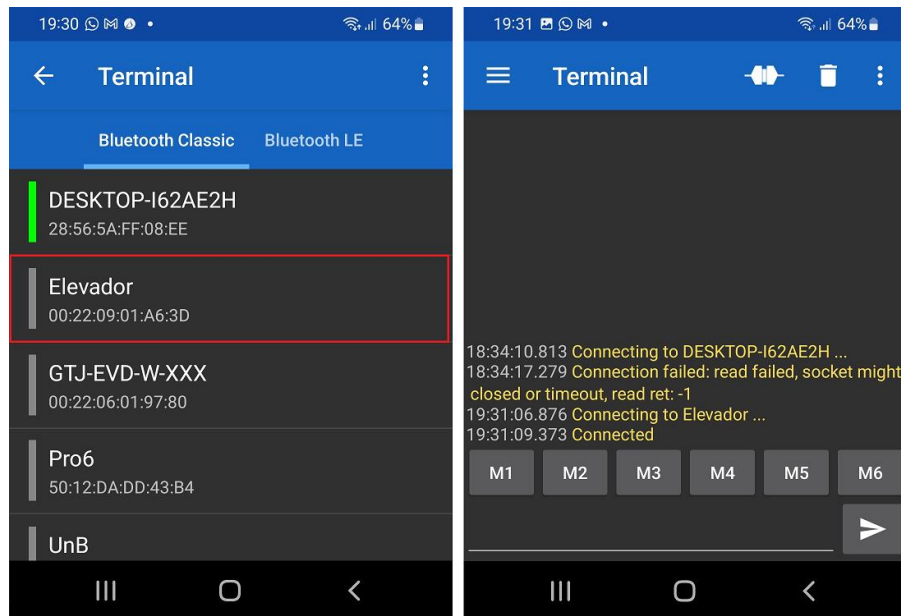 19:30 64%
Terminal
Bluetooth Classic Bluetooth LE
DESKTOP-I62AE2H
28:56:5A:FF:08:EE
Elevador
00:22:09:01:A6:3D
GTJ-EVD-W-XXX
00:22:06:01:97:80
Pro6
50:12:DA:DD:43:B4
UnB
19:31 64%
Terminal
18:34:10.813 Connecting to DESKTOP-I62AE2H ...
18:34:17.279 Connection failed: read failed, socket might
closed or timeout, read ret: -1
19:31:06.876 Connecting to Elevador ...
19:31:09.373 Connected
M1 M2 M3 M4 M5 M6